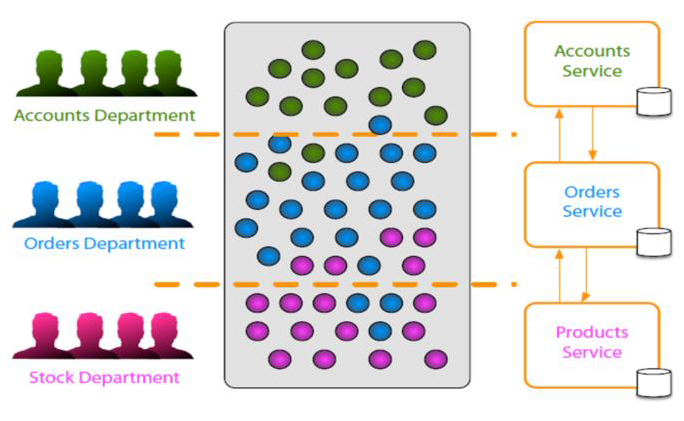 Accounts Department
Orders Department
Stock Department
Accounts
Service
Orders
Service
Products
Service